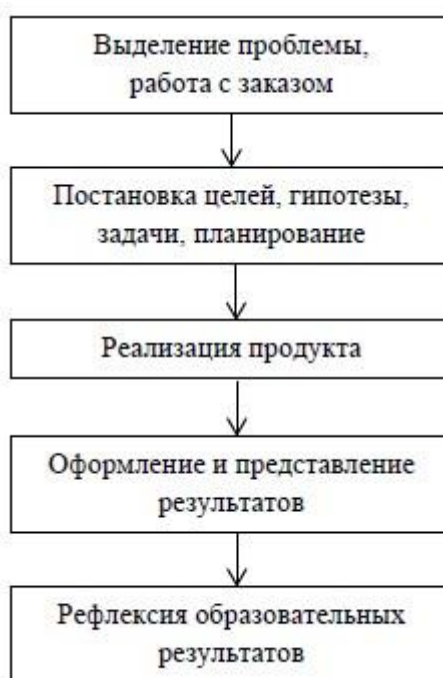 Выделение проблемы,
работа с заказом
Постановка целей, гипотезы,
задачи, планирование
Реализация продукта
Оформление и представление
результатов
Рефлексия образовательных
результатов